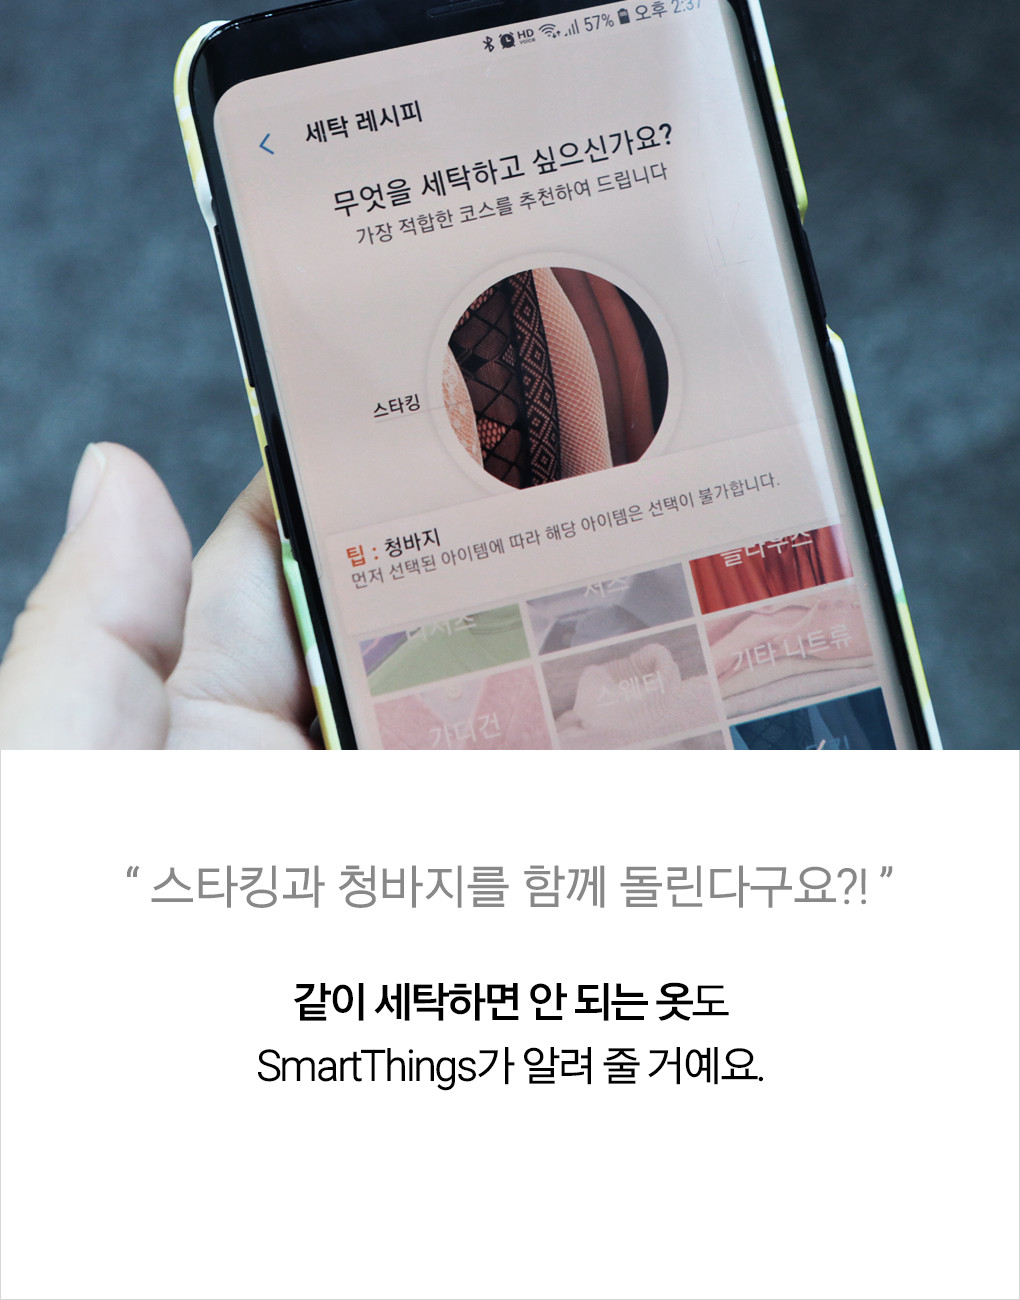 HD voice 57% 오후 2:37
세탁 레시피
무엇을 세탁하고 싶으신가요?
가장 적합한 코스를 추천하여 드립니다
스타킹
팁 : 청바지
먼저 선택된 아이템에 따라 해당 아이템은 선택이 불가합니다.
셔츠 블라우스
가디건 스웨터 기타 니트류
“ 스타킹과 청바지를 함께 돌린다구요?! ”
같이 세탁하면 안 되는 옷도
SmartThings가 알려 줄 거예요.